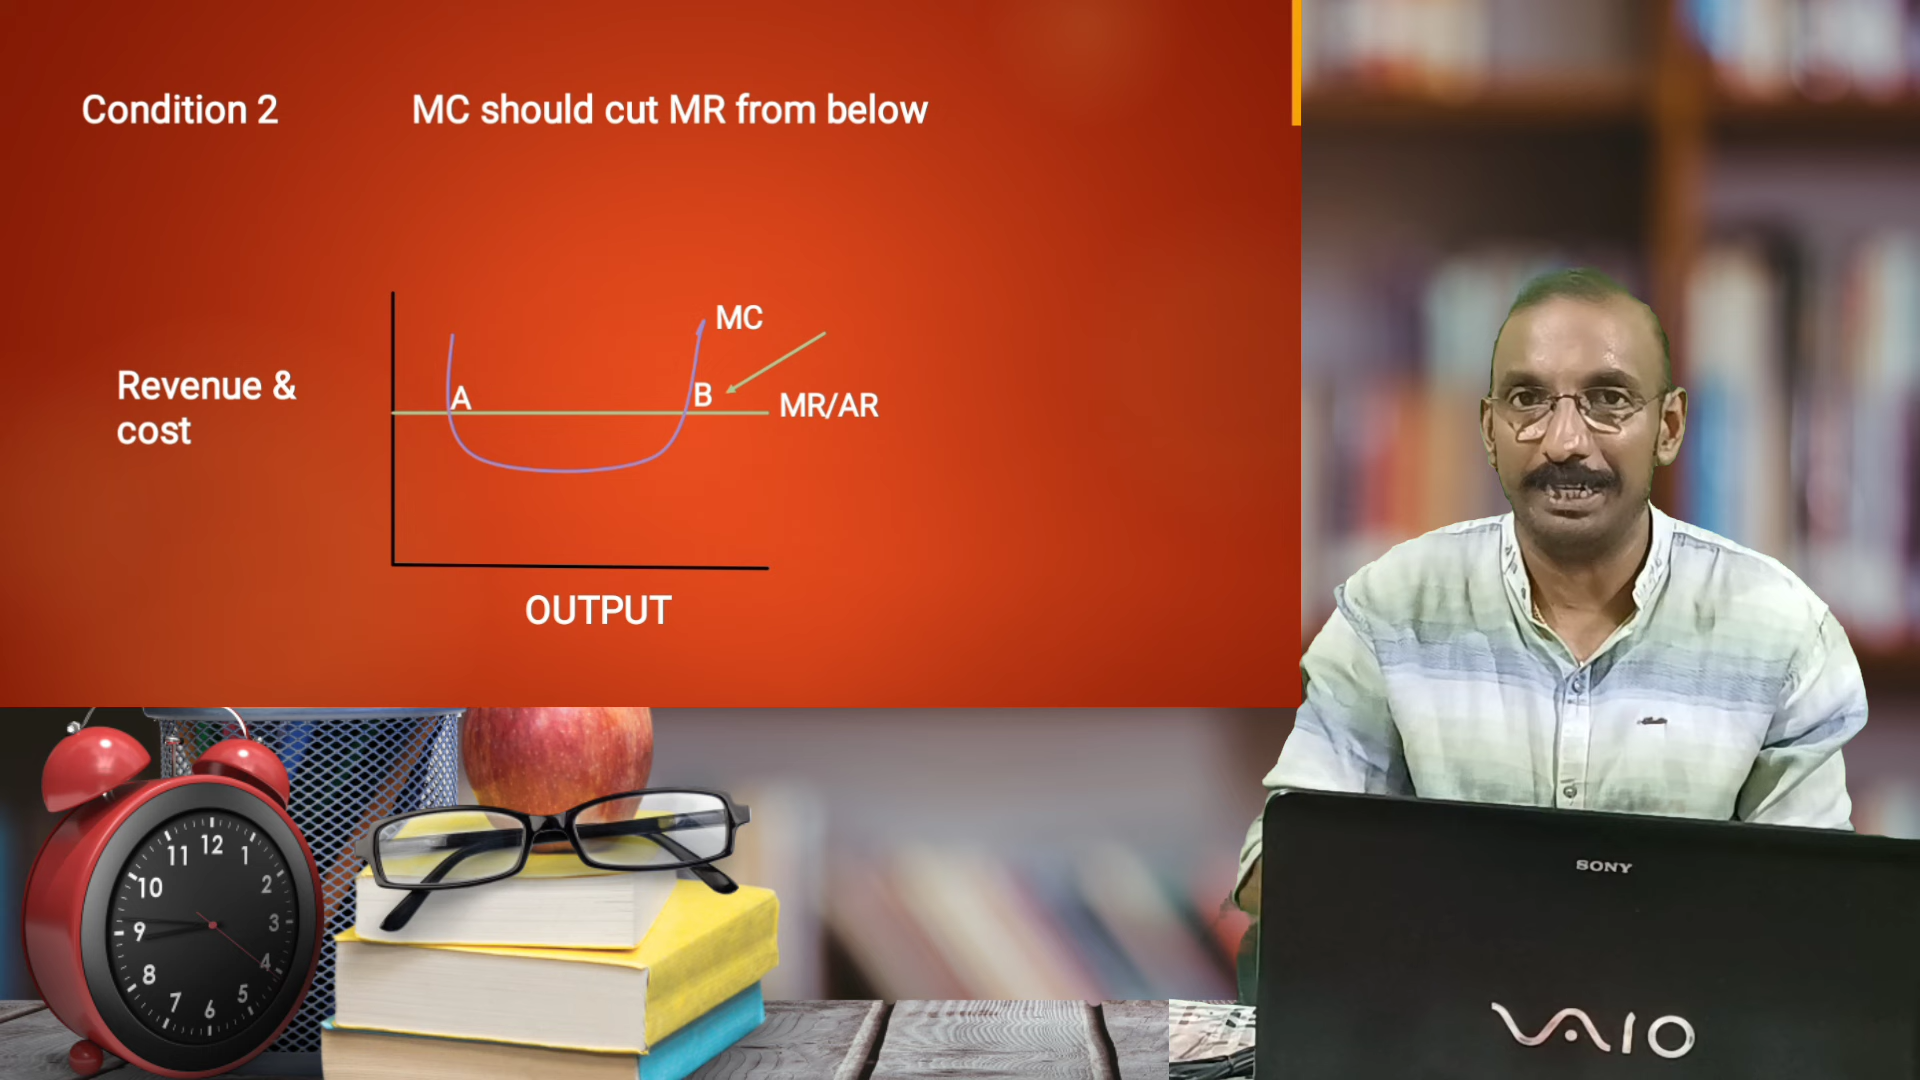 Condition 2
MC should cut MR from below
MC
Revenue &
cost
A
B
MR/AR
OUTPUT
12
1
2
3
4
5
6
7
8
9
10
11
SONY
VAIO